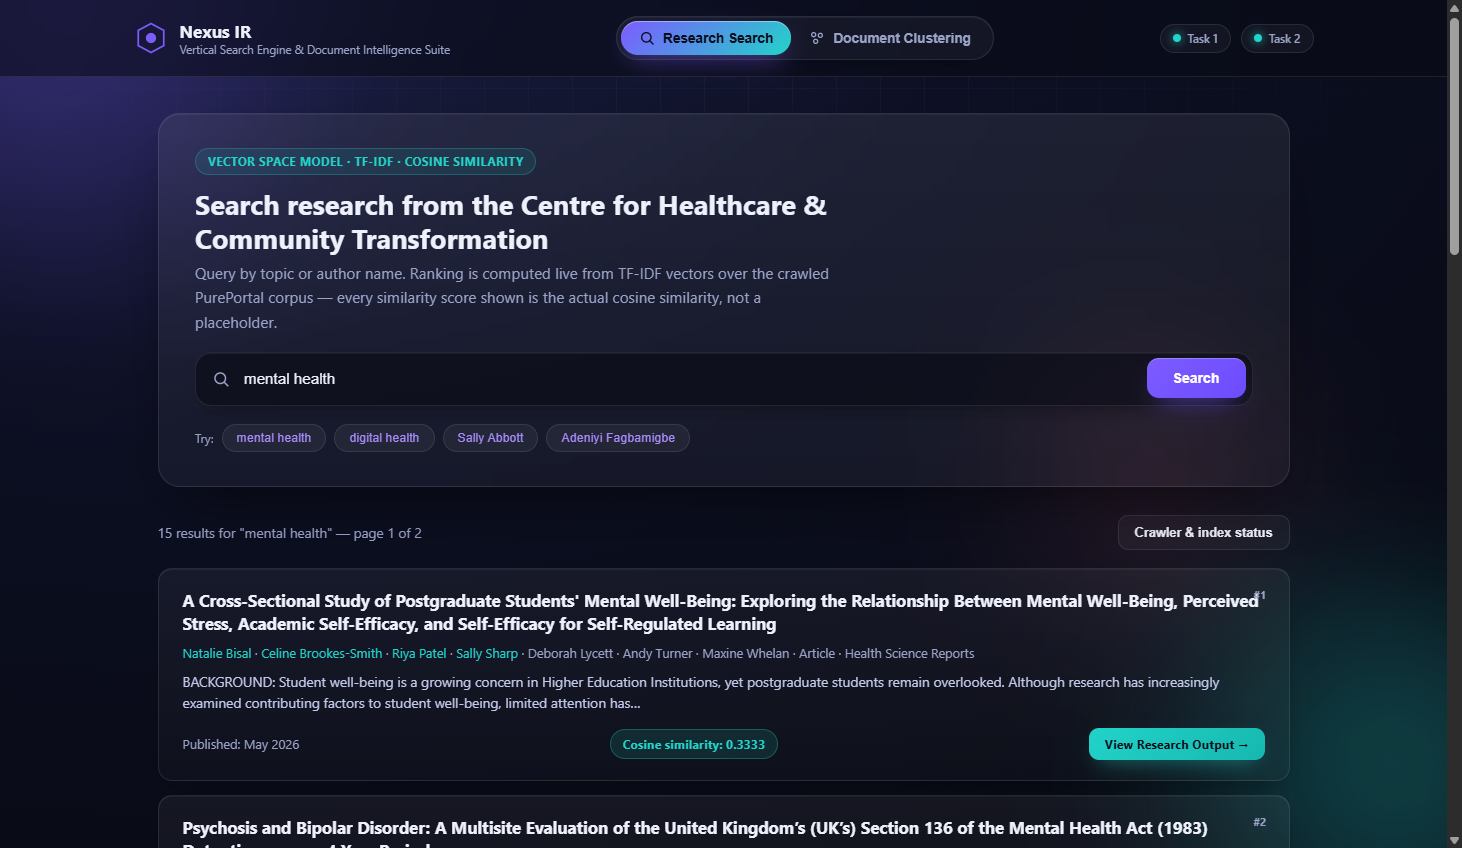 Nexus IR
Vertical Search Engine & Document Intelligence Suite
Research Search
Document Clustering
Task 1
Task 2
VECTOR SPACE MODEL · TF-IDF · COSINE SIMILARITY
Search research from the Centre for Healthcare &
Community Transformation
Query by topic or author name. Ranking is computed live from TF-IDF vectors over the crawled
PurePortal corpus — every similarity score shown is the actual cosine similarity, not a
placeholder.
mental health
Search
Try:
mental health
digital health
Sally Abbott
Adeniyi Fagbamigbe
15 results for "mental health" — page 1 of 2
Crawler & index status
A Cross-Sectional Study of Postgraduate Students' Mental Well-Being: Exploring the Relationship Between Mental Well-Being, Perceived
#1
Stress, Academic Self-Efficacy, and Self-Efficacy for Self-Regulated Learning
Natalie Bisal · Celine Brookes-Smith · Riya Patel · Sally Sharp · Deborah Lycett · Andy Turner · Maxine Whelan · Article · Health Science Reports
BACKGROUND: Student well-being is a growing concern in Higher Education Institutions, yet postgraduate students remain overlooked. Although research has increasingly
examined contributing factors to student well-being, limited attention has...
Published: May 2026
Cosine similarity: 0.3333
View Research Output →
Psychosis and Bipolar Disorder: A Multisite Evaluation of the United Kingdom’s (UK’s) Section 136 of the Mental Health Act (1983)
#2